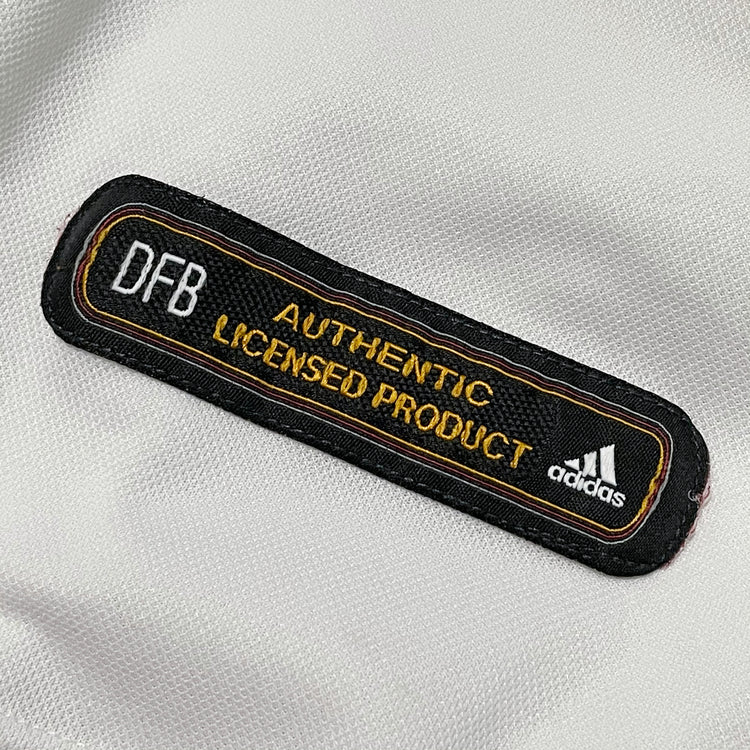 DFB
AUTHENTIC
LICENSED PRODUCT
adidas